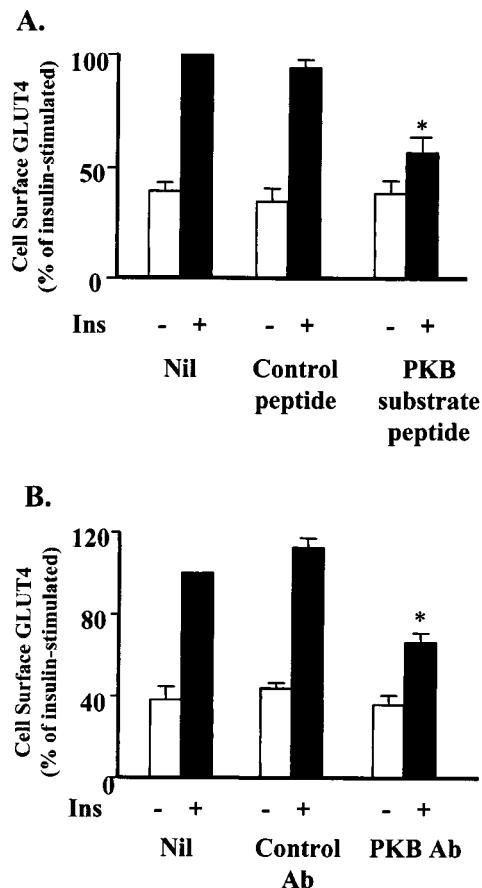 A.
Cell Surface GLUT4
(% of insulin-stimulated)
100
50
0
*
Ins - + - + - +
Nil Control PKB
peptide substrate
peptide
B.
Cell Surface GLUT4
(% of insulin-stimulated)
120
80
40
0
*
Ins - + - + - +
Nil Control PKB Ab
Ab